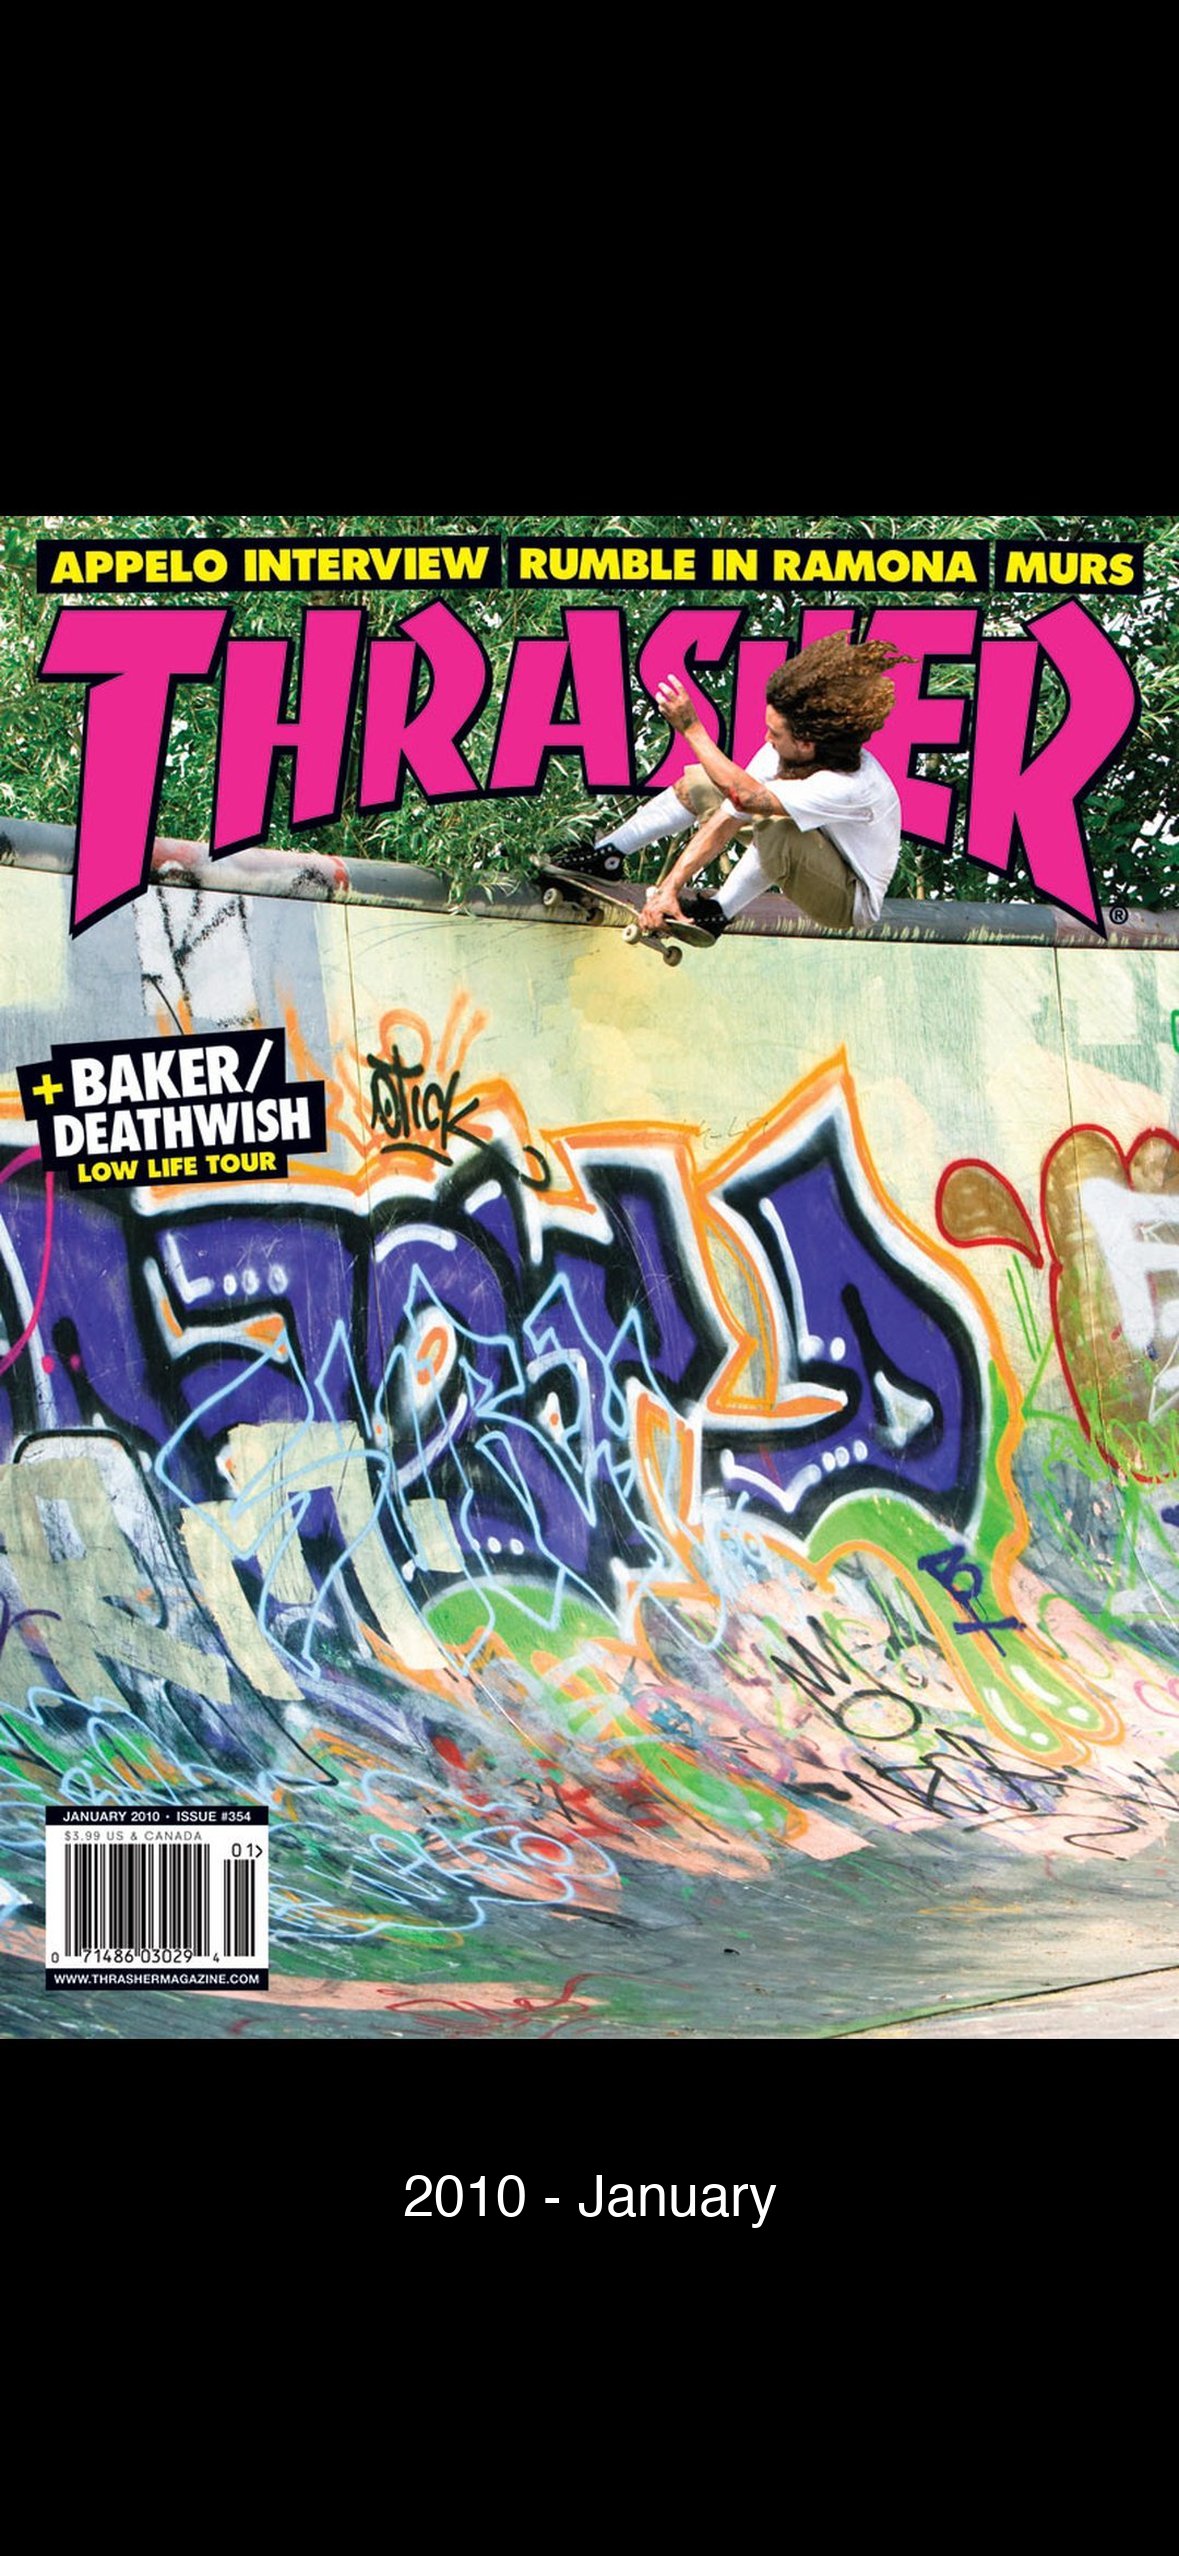 APPELO INTERVIEW RUMBLE IN RAMONA MURS
THRASHER®
+ BAKER/
DEATHWISH
LOW LIFE TOUR
STICK
JANUARY 2010 • ISSUE #354
$3.99 US & CANADA
01>
0 71486 03029 4
WWW.THRASHERMAGAZINE.COM
2010 - January